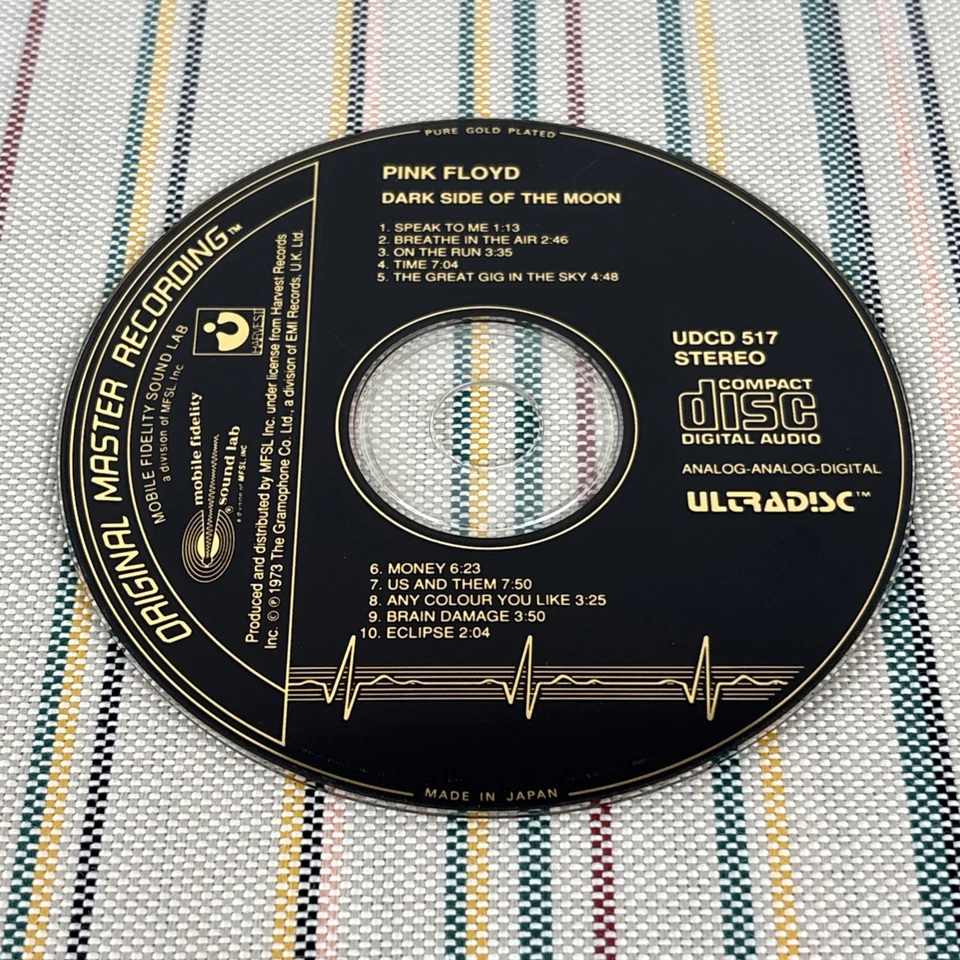 PURE GOLD PLATED
PINK FLOYD
DARK SIDE OF THE MOON
1. SPEAK TO ME 1:13
2. BREATHE IN THE AIR 2:46
3. ON THE RUN 3:35
4. TIME 7:04
5. THE GREAT GIG IN THE SKY 4:48
ORIGINAL MASTER RECORDING™
MOBILE FIDELITY SOUND LAB
a division of MFSL, Inc.
HARVEST
mobile fidelity
sound lab
a division of MFSL, INC
Produced and distributed by MFSL, Inc. under license from Harvest Records
Inc. © ℗ 1973 The Gramophone Co. Ltd., a division of EMI Records, U.K. Ltd.
UDCD 517
STEREO
COMPACT
disc
DIGITAL AUDIO
ANALOG-ANALOG-DIGITAL
ULTRADISC™
6. MONEY 6:23
7. US AND THEM 7:50
8. ANY COLOUR YOU LIKE 3:25
9. BRAIN DAMAGE 3:50
10. ECLIPSE 2:04
MADE IN JAPAN